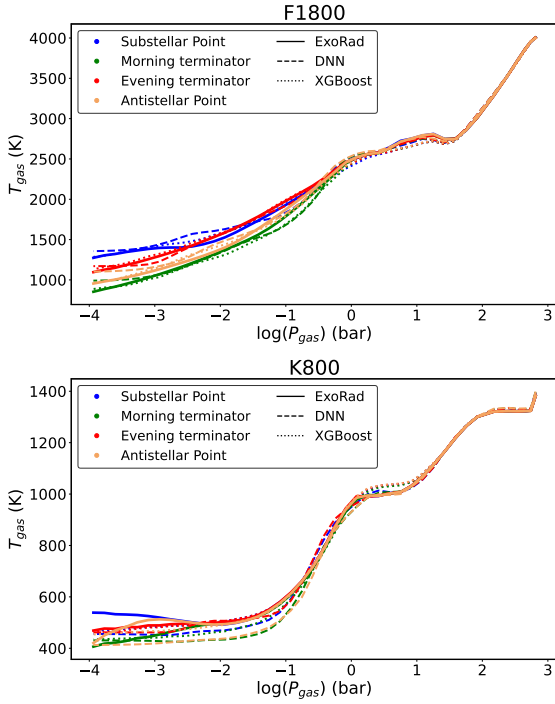 F1800
4000
3500
3000
2500
2000
1500
1000
T_gas (K)
Substellar Point
Morning terminator
Evening terminator
Antistellar Point
ExoRad
DNN
XGBoost
−4 −3 −2 −1 0 1 2 3
log(P_gas) (bar)
K800
1400
1200
1000
800
600
400
T_gas (K)
Substellar Point
Morning terminator
Evening terminator
Antistellar Point
ExoRad
DNN
XGBoost
−4 −3 −2 −1 0 1 2 3
log(P_gas) (bar)